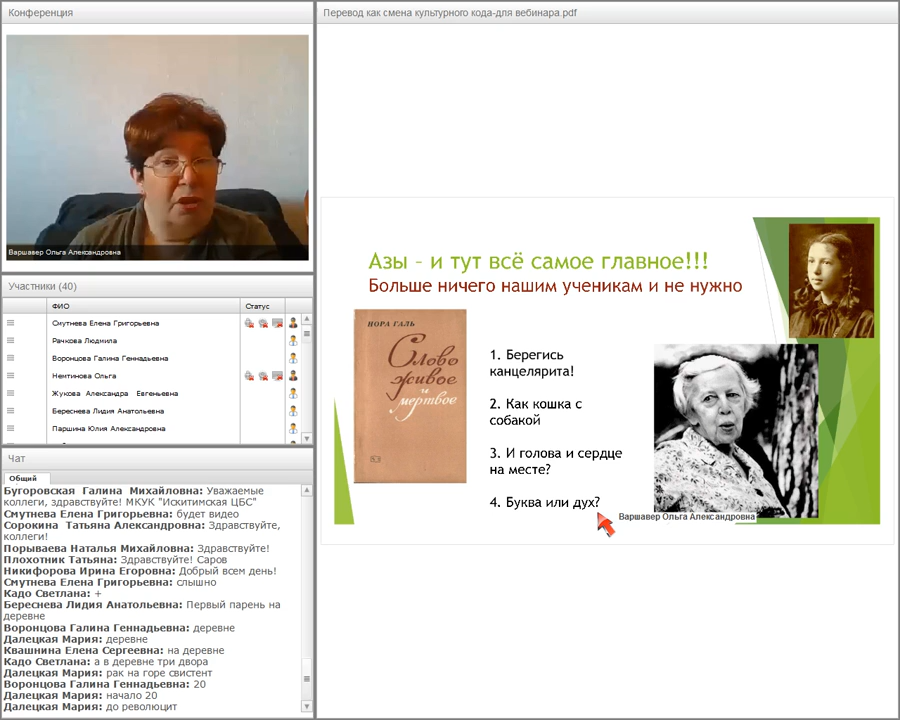 Конференция
Варшавер Ольга Александровна
Участники (40)
ФИО
Статус
Смутнева Елена Григорьевна
Рачкова Людмила
Воронцова Галина Геннадьевна
Немтинова Ольга
Жукова Александра Евгеньевна
Береснева Лидия Анатольевна
Паршина Юлия Александровна
Чат
Общий
Бугоровская Галина Михайловна: Уважаемые
коллеги, здравствуйте! МКУК "Искитимская ЦБС"
Смутнева Елена Григорьевна: будет видео
Сорокина Татьяна Александровна: Здравствуйте,
коллеги!
Порываева Наталья Михайловна: Здравствуйте!
Плохотник Татьяна: Здравствуйте! Саров
Никифорова Ирина Егоровна: Добрый всем день!
Смутнева Елена Григорьевна: слышно
Кадо Светлана: +
Береснева Лидия Анатольевна: Первый парень на
деревне
Воронцова Галина Геннадьевна: деревне
Далецкая Мария: деревне
Квашнина Елена Сергеевна: на деревне
Кадо Светлана: а в деревне три двора
Далецкая Мария: рак на горе свистент
Воронцова Галина Геннадьевна: 20
Далецкая Мария: начало 20
Далецкая Мария: до революцит
Перевод как смена культурного кода-для вебинара.pdf
Азы – и тут всё самое главное!!!
Больше ничего нашим ученикам и не нужно
НОРА ГАЛЬ
Слово
живое
и
мертвое
1. Берегись
канцелярита!
2. Как кошка с
собакой
3. И голова и сердце
на месте?
4. Буква или дух?
Варшавер Ольга Александровна